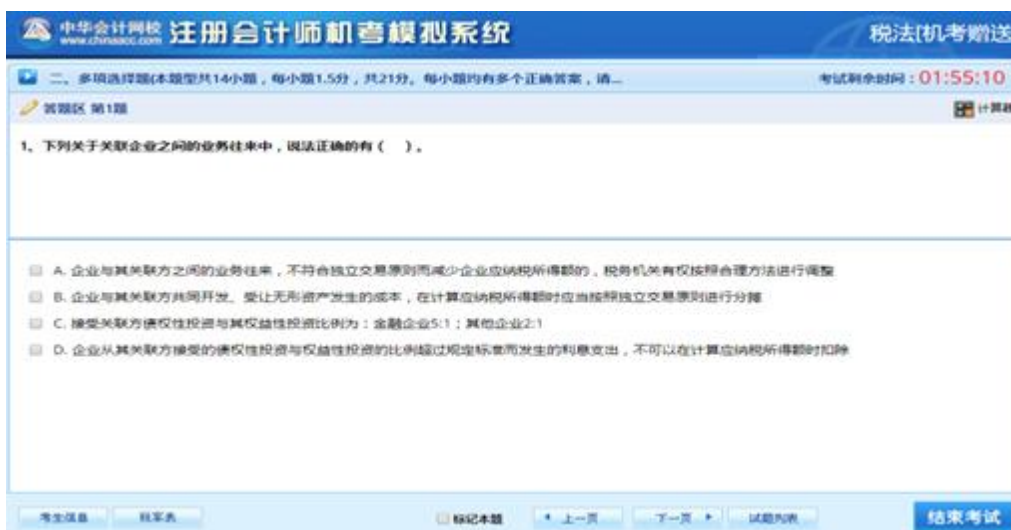 中华会计网校
www.chinaacc.com
注册会计师机考模拟系统
税法[机考赠送
二、多项选择题(本题型共14小题，每小题1.5分，共21分。每小题均有多个正确答案，请...
考试剩余时间：01:55:10
答题区 第1题
计算器
1、下列关于关联企业之间的业务往来中，说法正确的有（ ）。
A. 企业与其关联方之间的业务往来，不符合独立交易原则而减少企业应纳税所得额的，税务机关有权按照合理方法进行调整
B. 企业与其关联方共同开发、受让无形资产发生的成本，在计算应纳税所得额时应当按照独立交易原则进行分摊
C. 接受关联方债权性投资与其权益性投资比例为：金融企业5:1；其他企业2:1
D. 企业从其关联方接受的债权性投资与权益性投资的比例超过规定标准而发生的利息支出，不可以在计算应纳税所得额时扣除
考生信息
税率表
标记本题
上一页
下一页
试题列表
结束考试